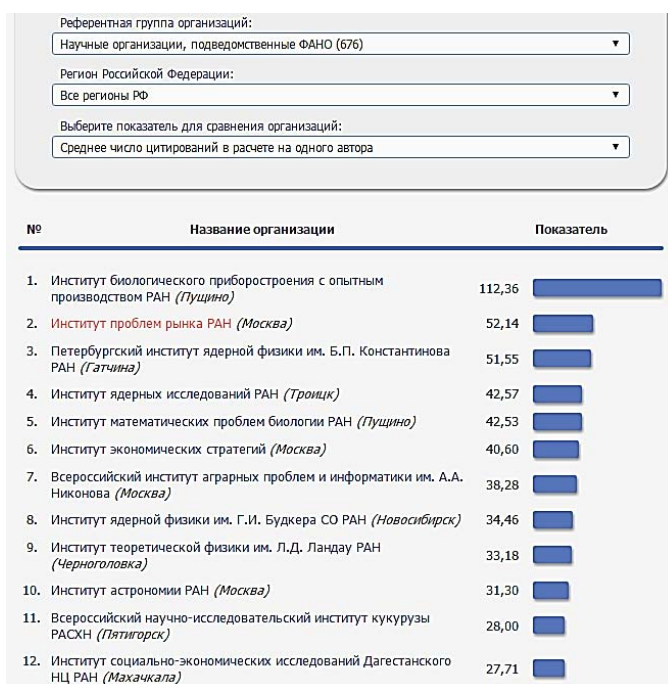 Референтная группа организаций:
Научные организации, подведомственные ФАНО (676)
Регион Российской Федерации:
Все регионы РФ
Выберите показатель для сравнения организаций:
Среднее число цитирований в расчете на одного автора
№ Название организации Показатель
1. Институт биологического приборостроения с опытным
производством РАН (Пущино) 112,36
2. Институт проблем рынка РАН (Москва) 52,14
3. Петербургский институт ядерной физики им. Б.П. Константинова
РАН (Гатчина) 51,55
4. Институт ядерных исследований РАН (Троицк) 42,57
5. Институт математических проблем биологии РАН (Пущино) 42,53
6. Институт экономических стратегий (Москва) 40,60
7. Всероссийский институт аграрных проблем и информатики им. А.А.
Никонова (Москва) 38,28
8. Институт ядерной физики им. Г.И. Будкера СО РАН (Новосибирск) 34,46
9. Институт теоретической физики им. Л.Д. Ландау РАН
(Черноголовка) 33,18
10. Институт астрономии РАН (Москва) 31,30
11. Всероссийский научно-исследовательский институт кукурузы
РАСХН (Пятигорск) 28,00
12. Институт социально-экономических исследований Дагестанского
НЦ РАН (Махачкала) 27,71